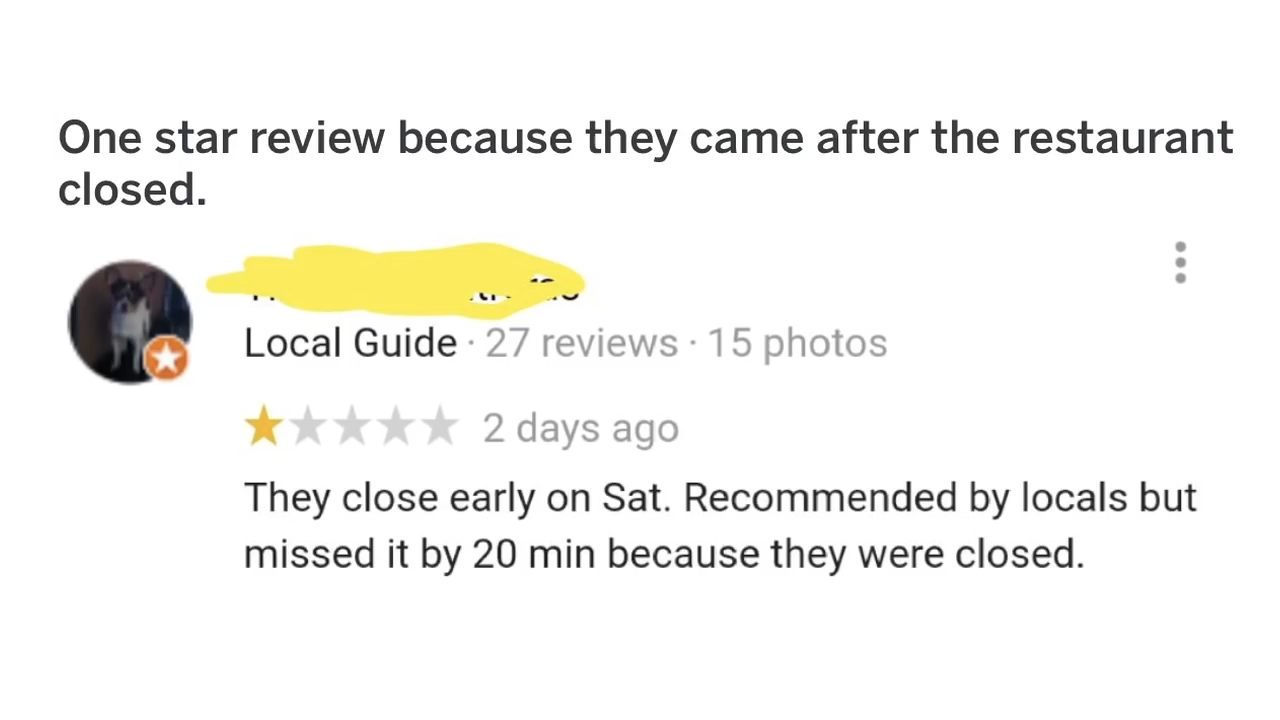 One star review because they came after the restaurant
closed.
Local Guide · 27 reviews · 15 photos
2 days ago
They close early on Sat. Recommended by locals but
missed it by 20 min because they were closed.